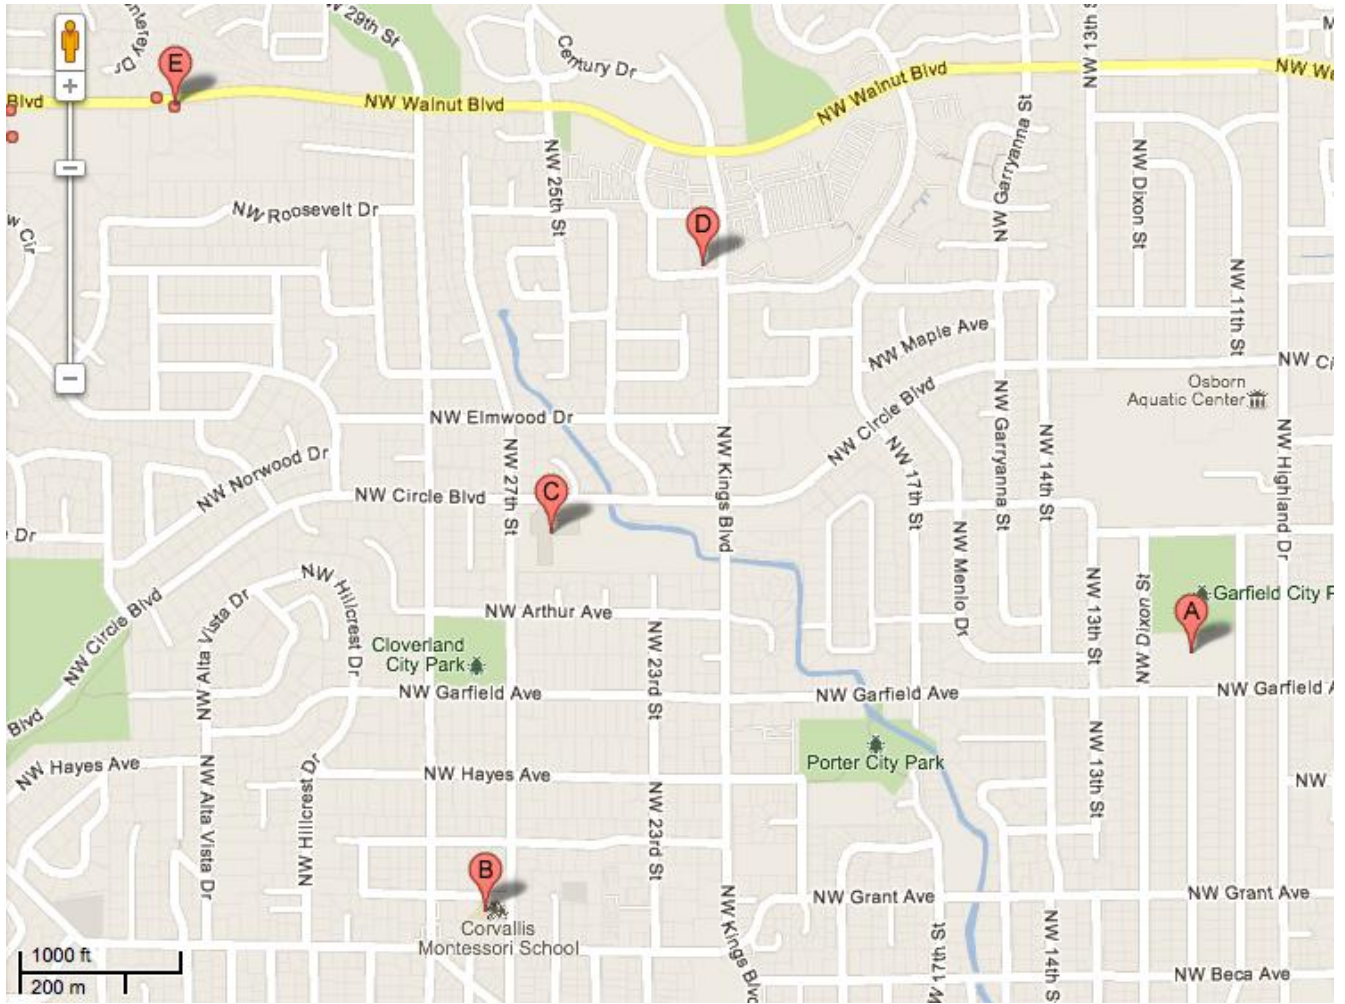 NW 29th St
Century Dr
NW 13th S
M
E
Blvd
NW Walnut Blvd
NW Walnut Blvd
NW Wa
NW Garryanna St
NW 25th St
NW Dixon St
NW Roosevelt Dr
D
w Cir
NW 11th St
NW Maple Ave
NW Ci
Osborn
Aquatic Center
NW Circle Blvd
NW Elmwood Dr
NW Norwood Dr
NW 27th St
NW Kings Blvd
NW 17th St
NW Garryanna St
NW 14th St
NW Highland Dr
NW Circle Blvd
C
Dr
NW Menlo Dr
NW Hillcrest Dr
NW 13th St
NW Dixon St
Garfield City P
A
NW Circle Blvd
NW Alta Vista Dr
NW Arthur Ave
NW 23rd St
Cloverland
City Park
NW Garfield Ave
NW Garfield Ave
NW Garfield A
Blvd
NW 13th St
Porter City Park
NW Hayes Ave
NW Hayes Ave
NW
NW Alta Vista Dr
NW Hillcrest Dr
NW 23rd St
B
NW Grant Ave
NW Grant Ave
Corvallis
Montessori School
NW Kings Blvd
W 17th St
NW 14th S
NW Beca Ave
1000 ft
200 m